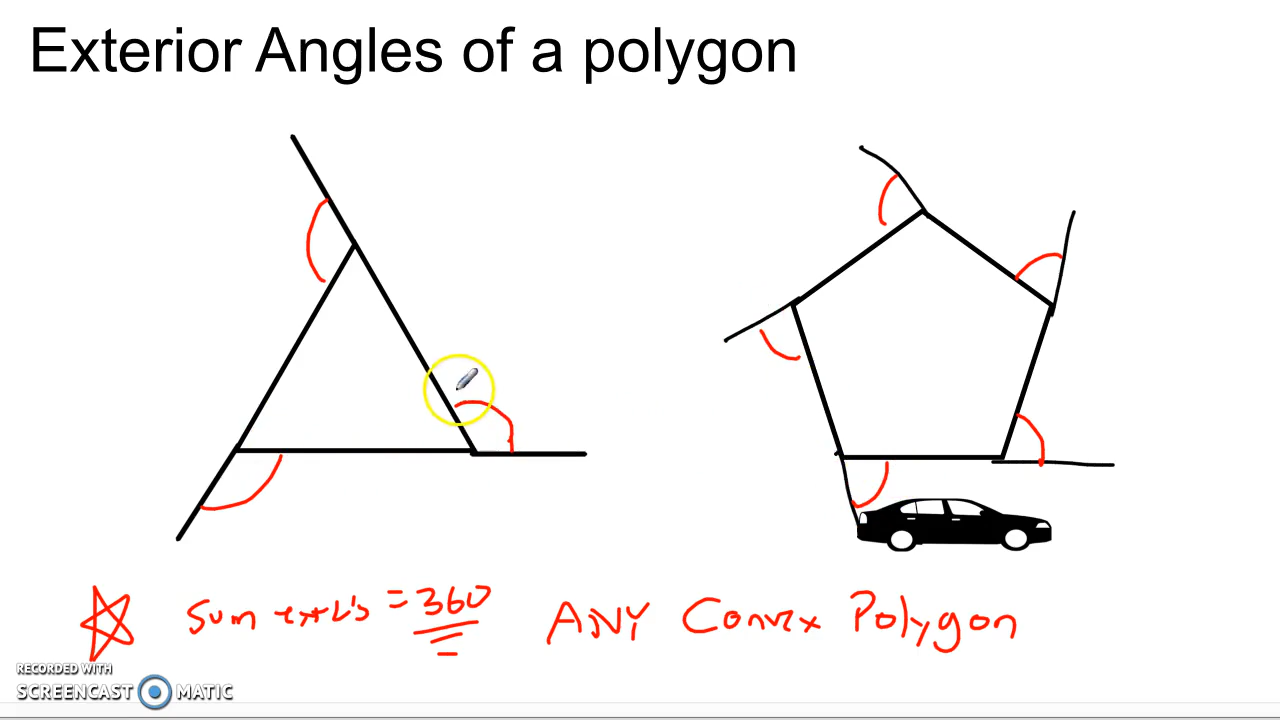 Exterior Angles of a polygon
Sum ext ∠'s = 360 ANY Convex Polygon
RECORDED WITH
SCREENCAST MATIC